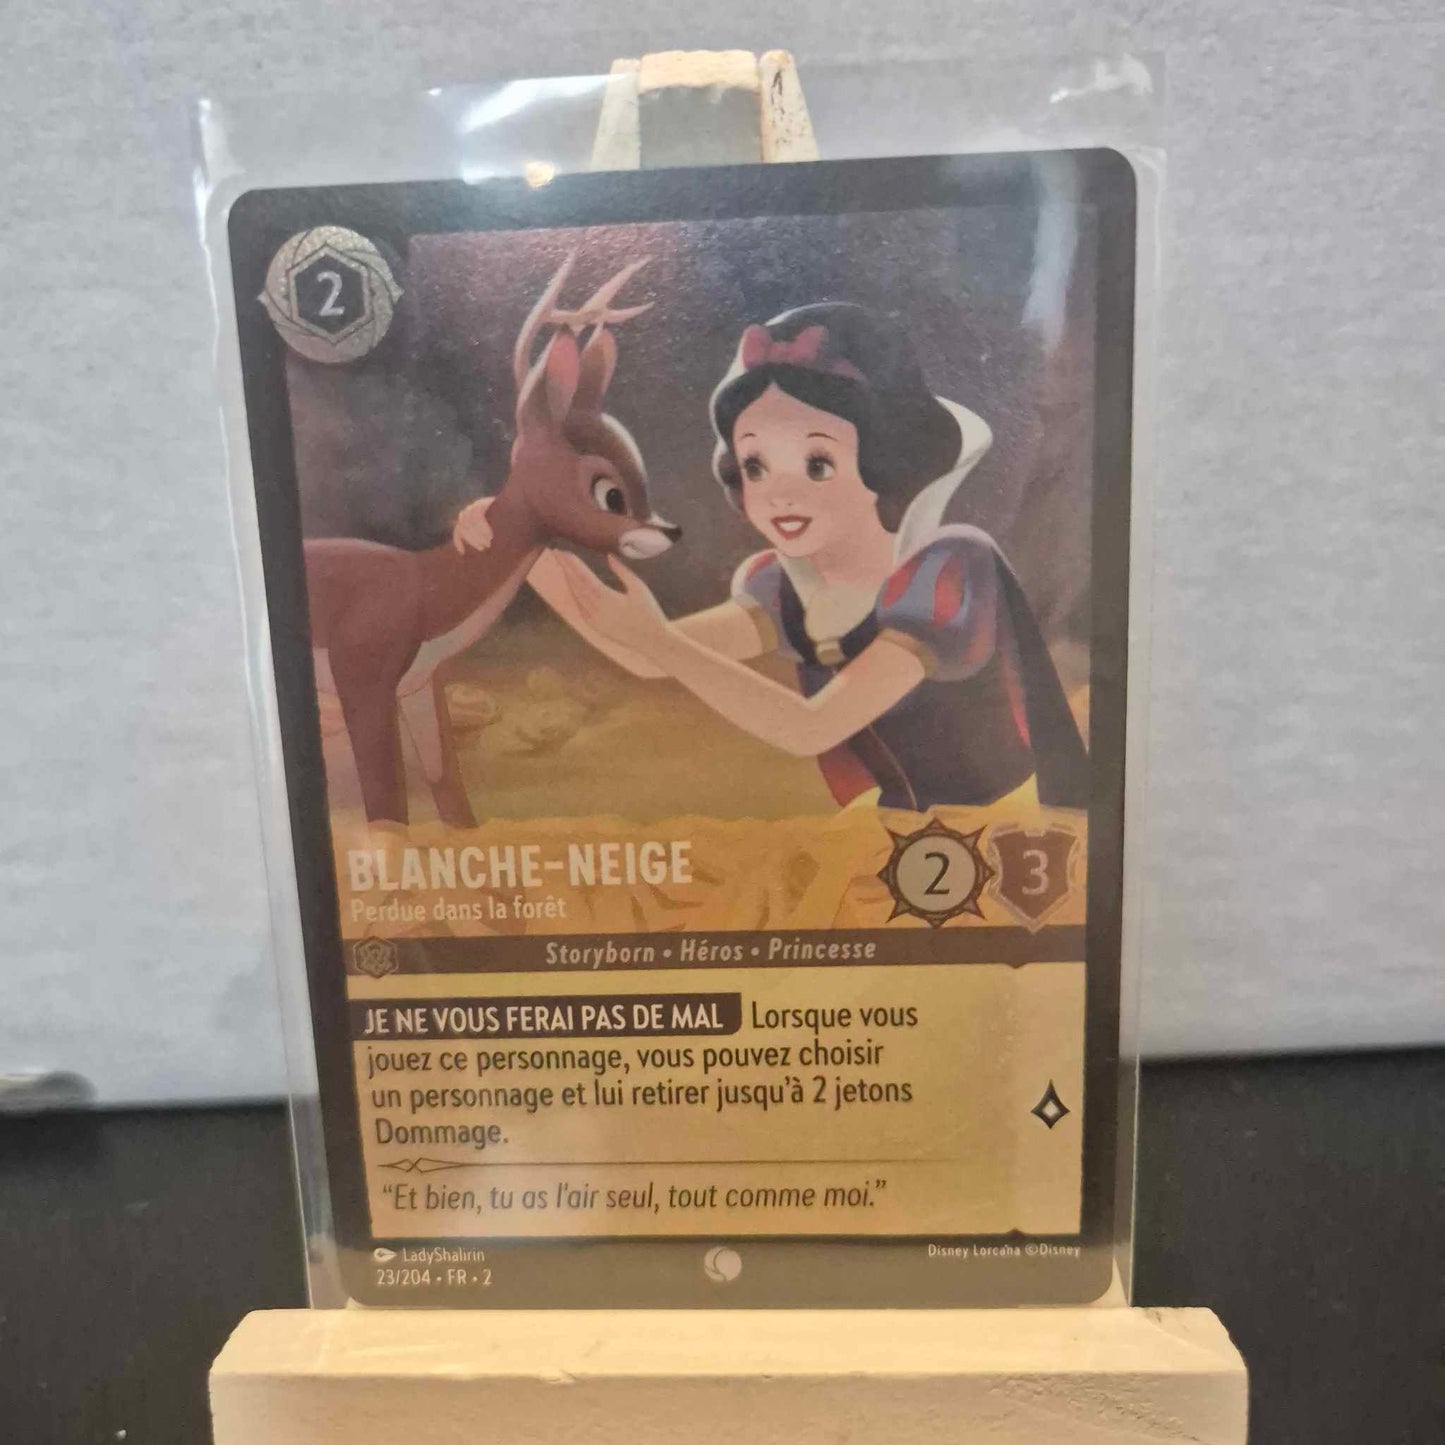 2
BLANCHE-NEIGE
Perdue dans la forêt
2
3
Storyborn • Héros • Princesse
JE NE VOUS FERAI PAS DE MAL Lorsque vous
jouez ce personnage, vous pouvez choisir
un personnage et lui retirer jusqu'à 2 jetons
Dommage.
“Et bien, tu as l'air seul, tout comme moi.”
LadyShalirin
Disney Lorcana ©Disney
23/204 • FR • 2